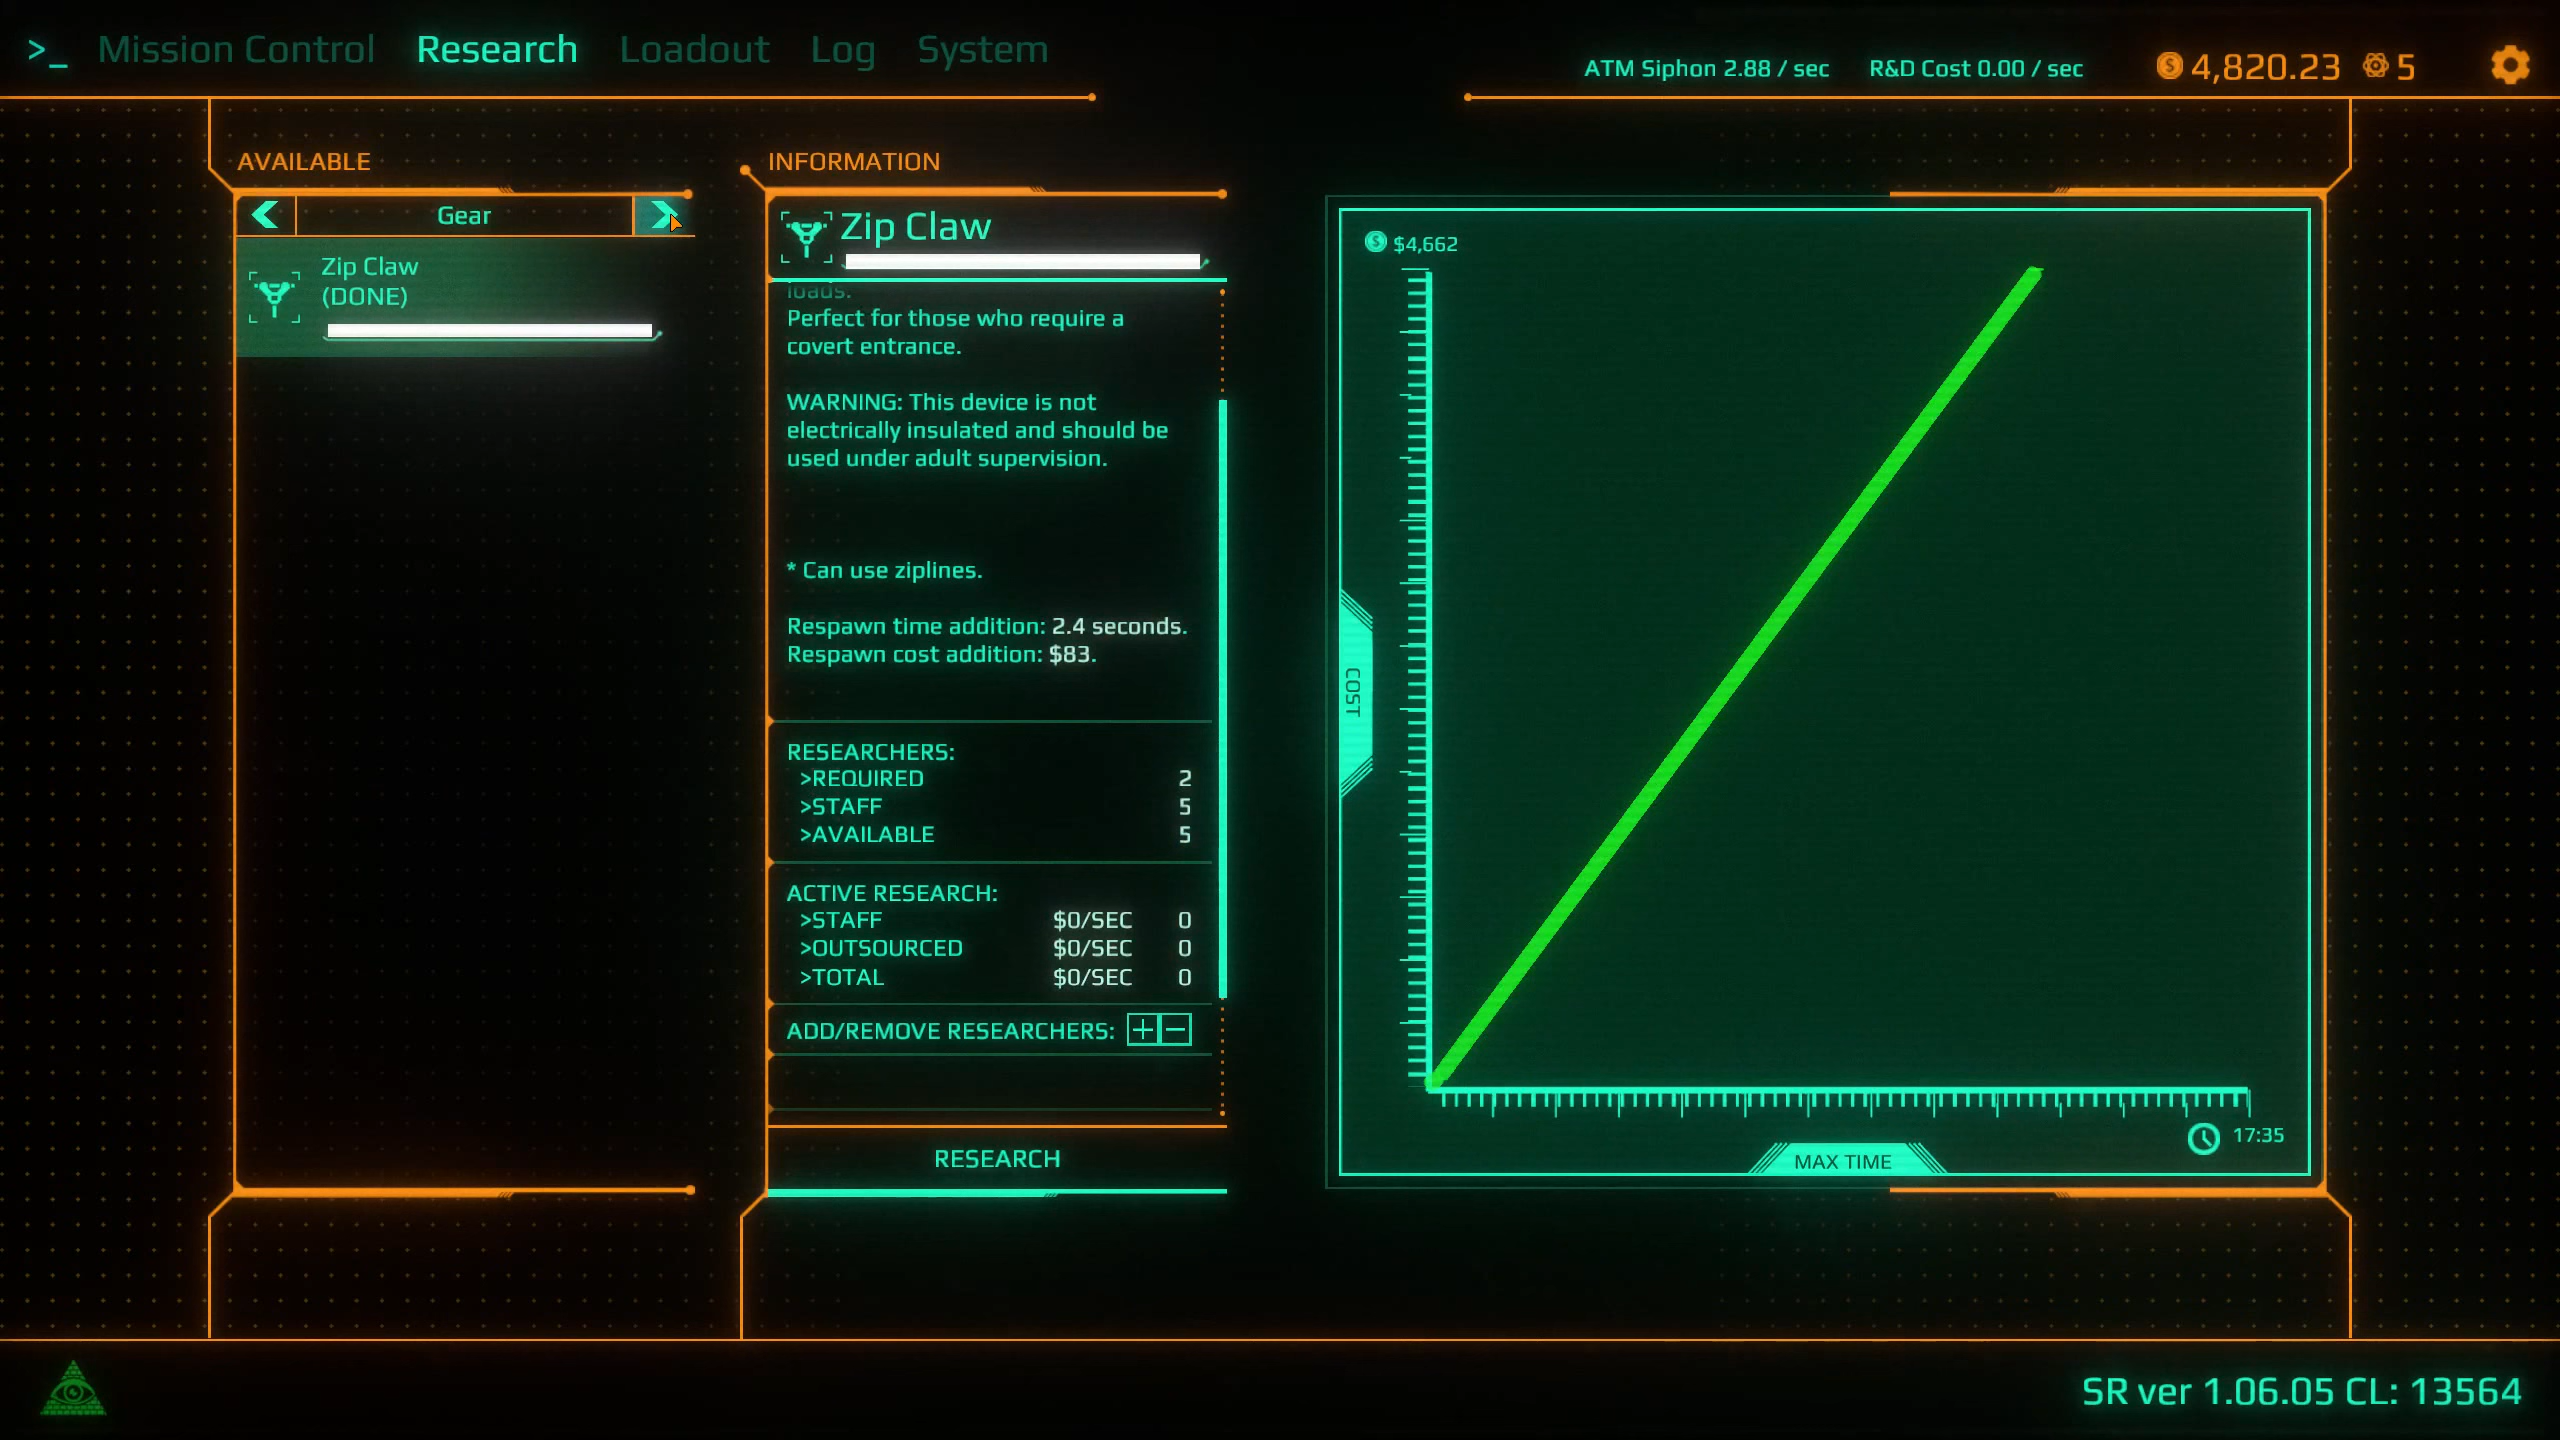 >_ Mission Control Research Loadout Log System
ATM Siphon 2.88 / sec R&D Cost 0.00 / sec 4,820.23 5
AVAILABLE
Gear
Zip Claw
(DONE)
INFORMATION
Zip Claw
loads.
Perfect for those who require a
covert entrance.
WARNING: This device is not
electrically insulated and should be
used under adult supervision.
* Can use ziplines.
Respawn time addition: 2.4 seconds.
Respawn cost addition: $83.
RESEARCHERS:
>REQUIRED 2
>STAFF 5
>AVAILABLE 5
ACTIVE RESEARCH:
>STAFF $0/SEC 0
>OUTSOURCED $0/SEC 0
>TOTAL $0/SEC 0
ADD/REMOVE RESEARCHERS: + -
RESEARCH
$4,662
COST
17:35
MAX TIME
SR ver 1.06.05 CL: 13564